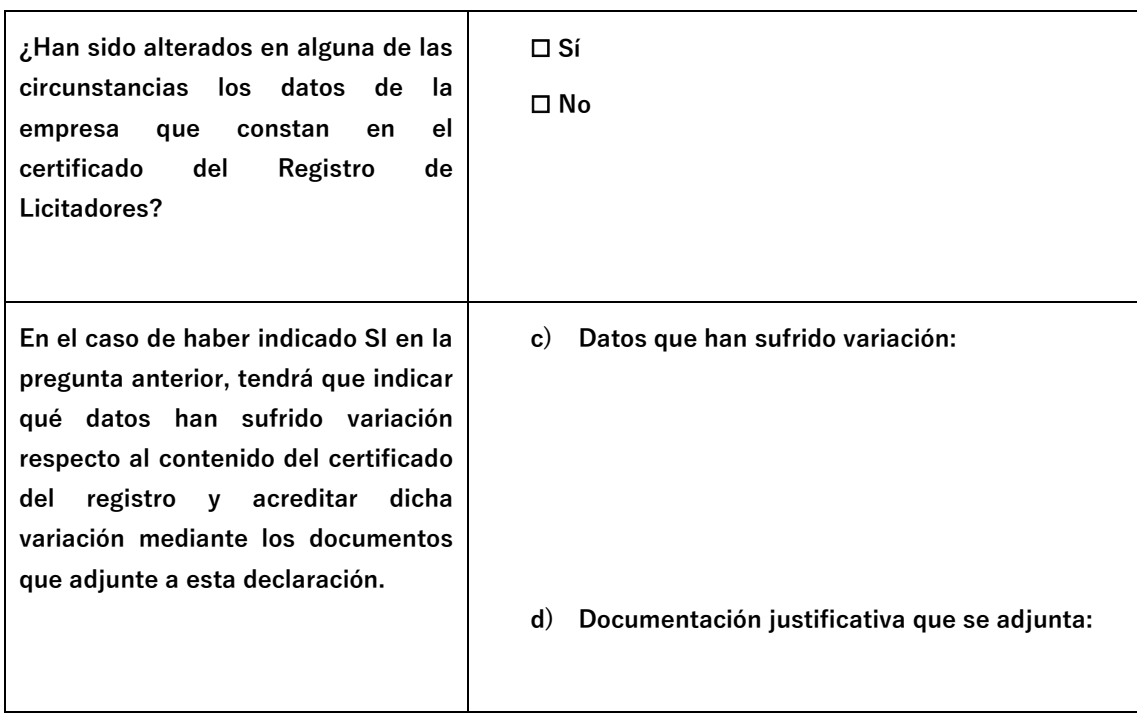 ¿Han sido alterados en alguna de las
circunstancias los datos de la
empresa que constan en el
certificado del Registro de
Licitadores?
☐ Sí
☐ No
En el caso de haber indicado SI en la
pregunta anterior, tendrá que indicar
qué datos han sufrido variación
respecto al contenido del certificado
del registro y acreditar dicha
variación mediante los documentos
que adjunte a esta declaración.
c) Datos que han sufrido variación:
d) Documentación justificativa que se adjunta: